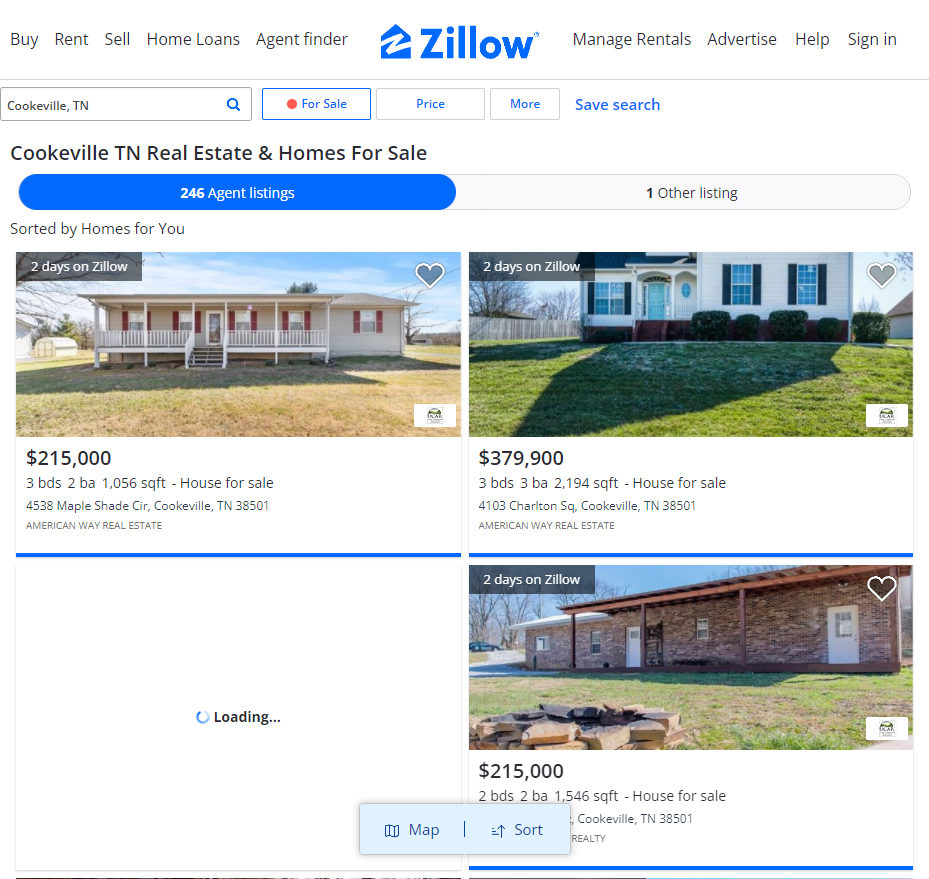 Buy Rent Sell Home Loans Agent finder Zillow Manage Rentals Advertise Help Sign in
Cookeville, TN For Sale Price More Save search
Cookeville TN Real Estate & Homes For Sale
246 Agent listings 1 Other listing
Sorted by Homes for You
2 days on Zillow
$215,000
3 bds 2 ba 1,056 sqft - House for sale
4538 Maple Shade Cir, Cookeville, TN 38501
AMERICAN WAY REAL ESTATE
2 days on Zillow
$379,900
3 bds 3 ba 2,194 sqft - House for sale
4103 Charlton Sq, Cookeville, TN 38501
AMERICAN WAY REAL ESTATE
Loading...
2 days on Zillow
$215,000
2 bds 2 ba 1,546 sqft - House for sale
, Cookeville, TN 38501
REALTY
Map | Sort